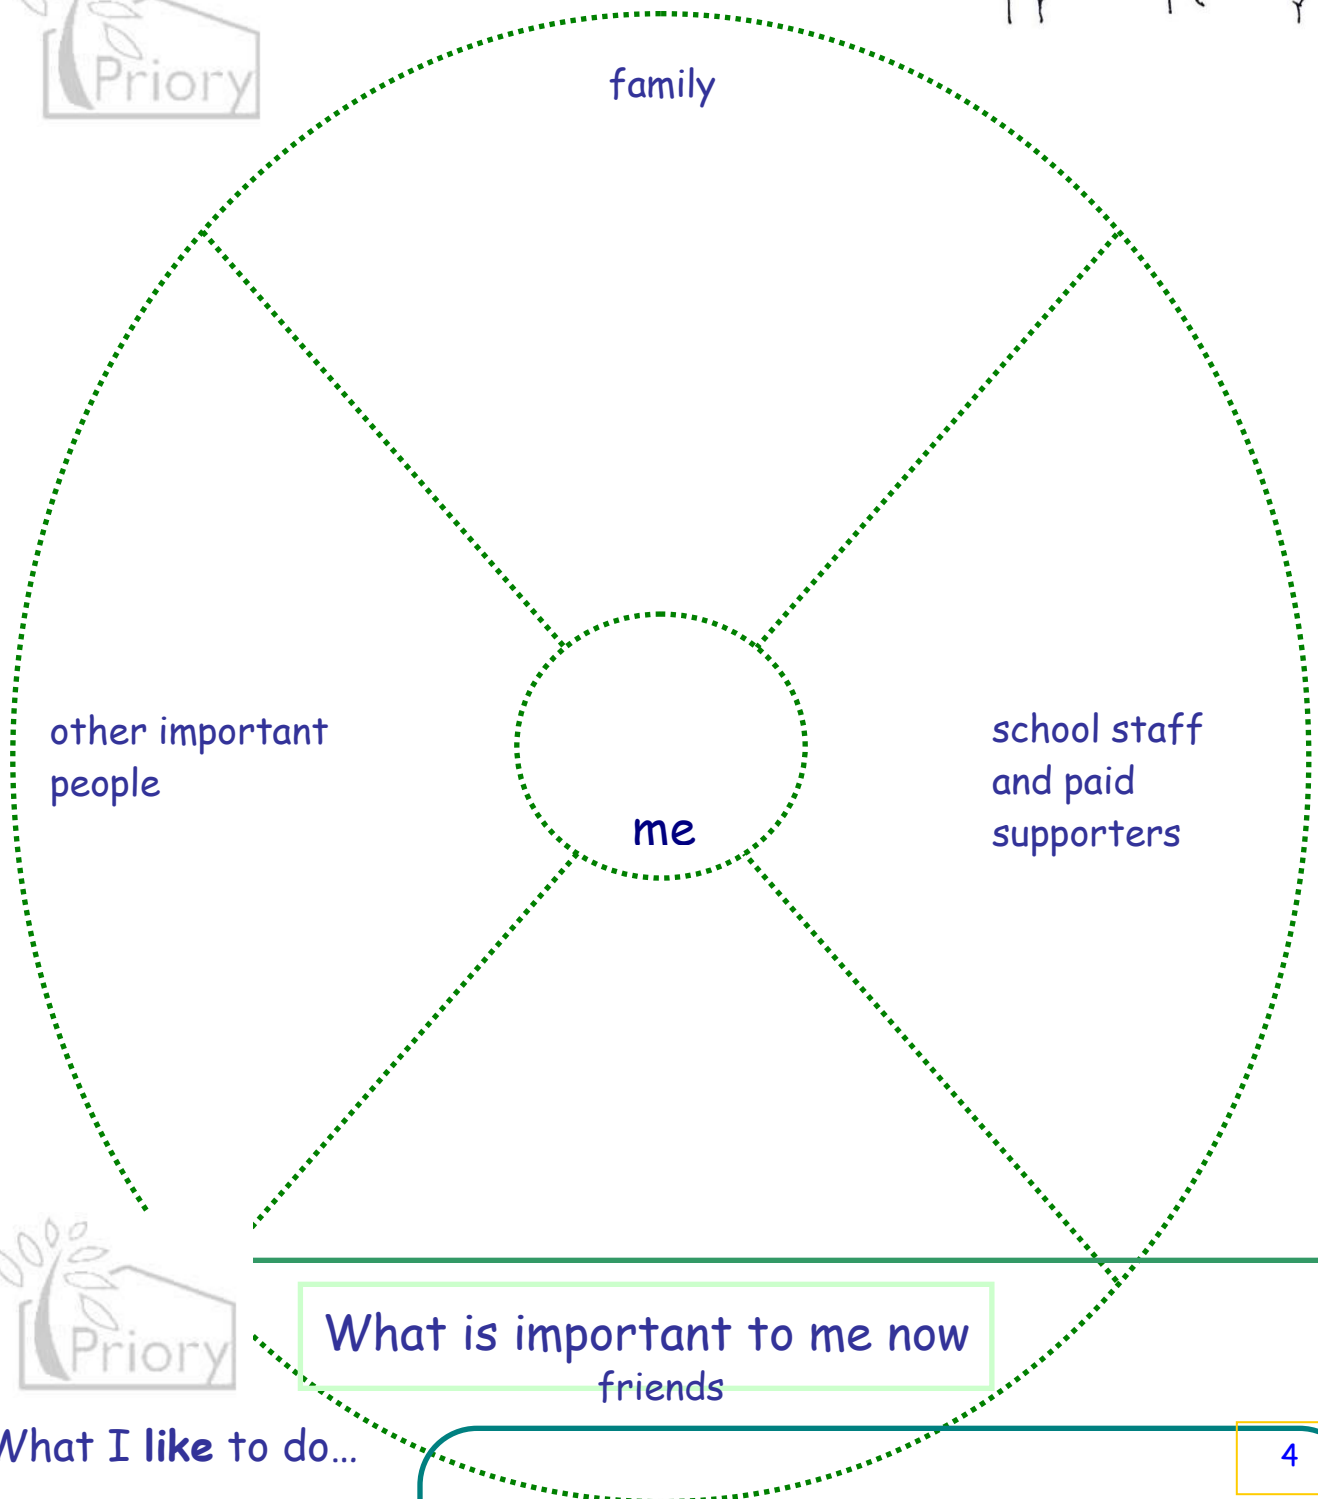 Priory
family
other important
people
me
school staff
and paid
supporters
Priory
What is important to me now
friends
What I like to do...
4